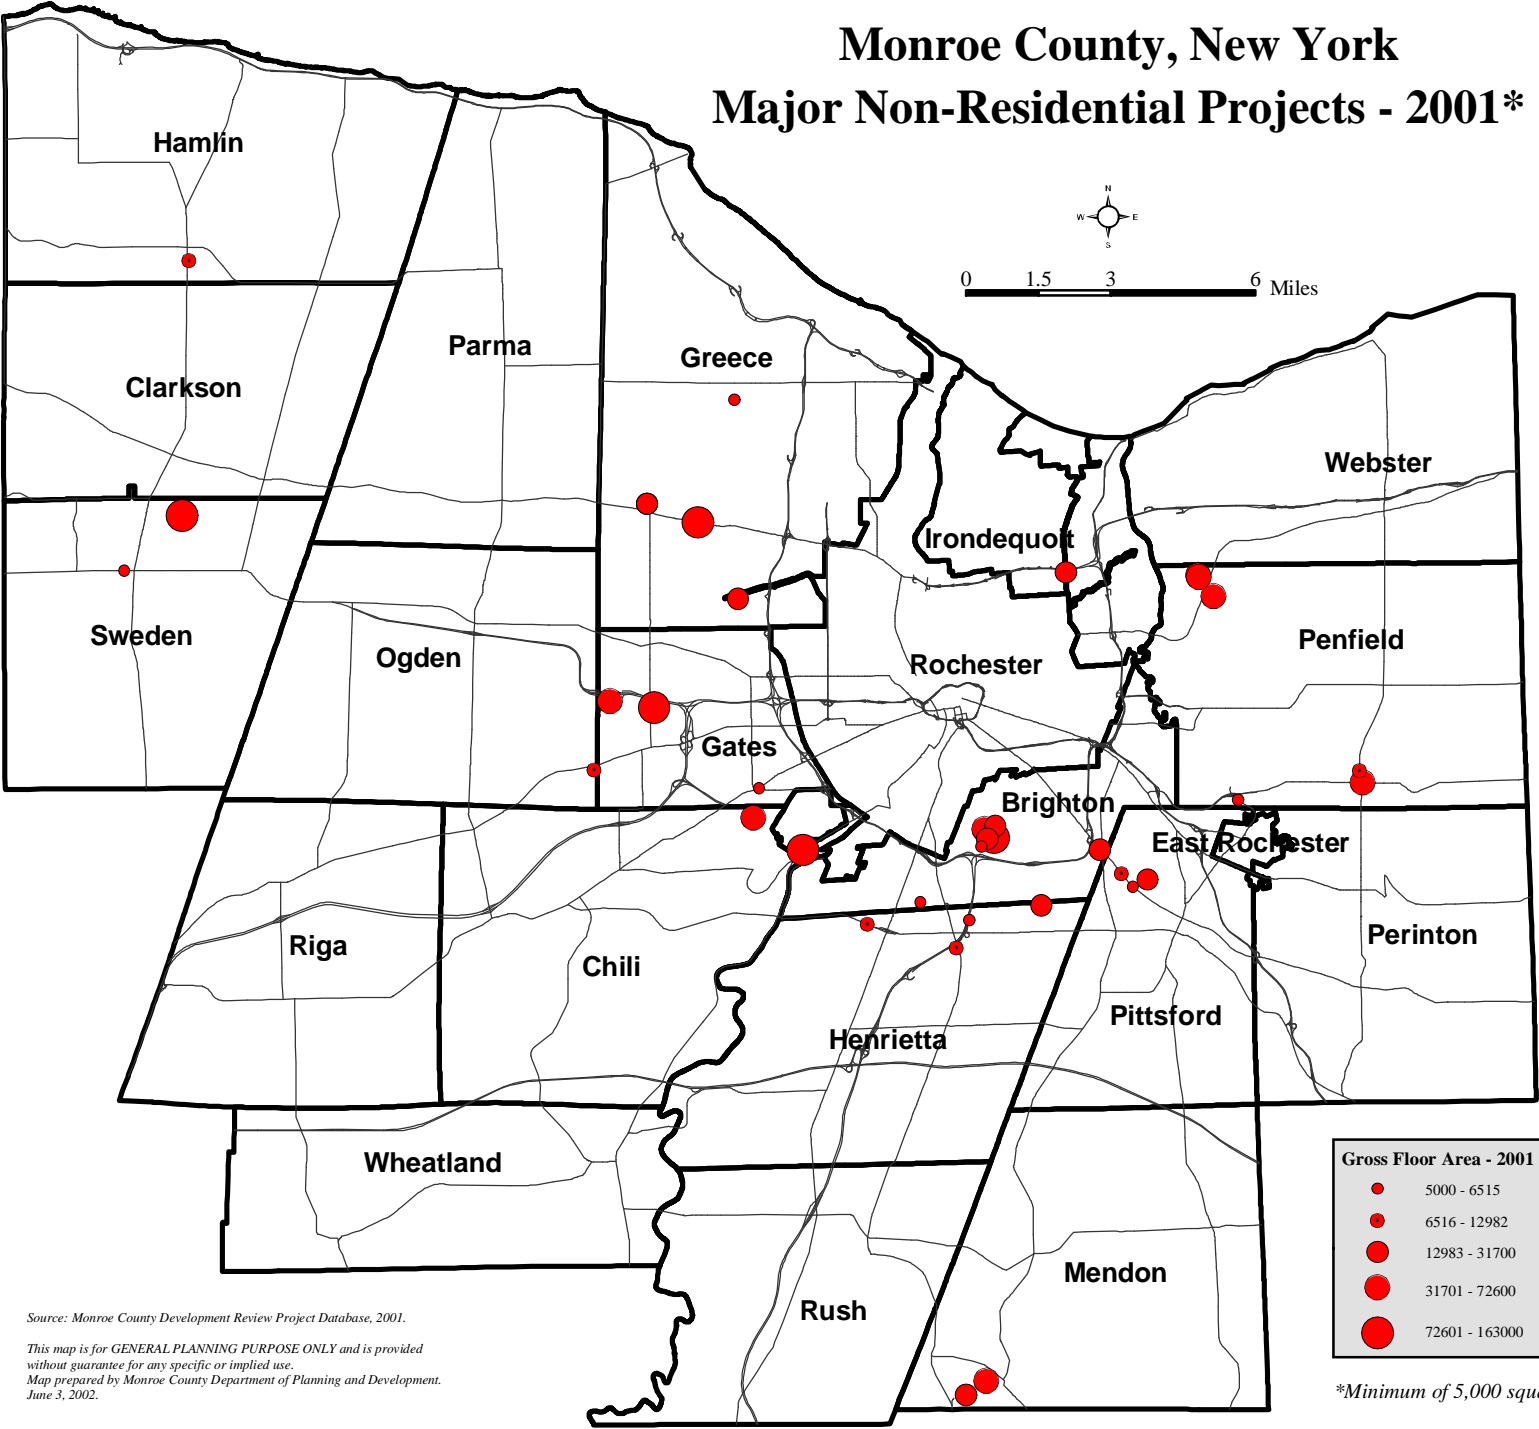 Monroe County, New York
Major Non-Residential Projects - 2001*
N
W E
S
0 1.5 3 6 Miles
Hamlin
Parma
Greece
Clarkson
Webster
Irondequoit
Sweden
Ogden
Rochester
Penfield
Gates
Brighton
East Rochester
Riga
Chili
Perinton
Pittsford
Henrietta
Wheatland
Mendon
Rush
Gross Floor Area - 2001
5000 - 6515
6516 - 12982
12983 - 31700
31701 - 72600
72601 - 163000
*Minimum of 5,000 squ
Source: Monroe County Development Review Project Database, 2001.
This map is for GENERAL PLANNING PURPOSE ONLY and is provided
without guarantee for any specific or implied use.
Map prepared by Monroe County Department of Planning and Development.
June 3, 2002.